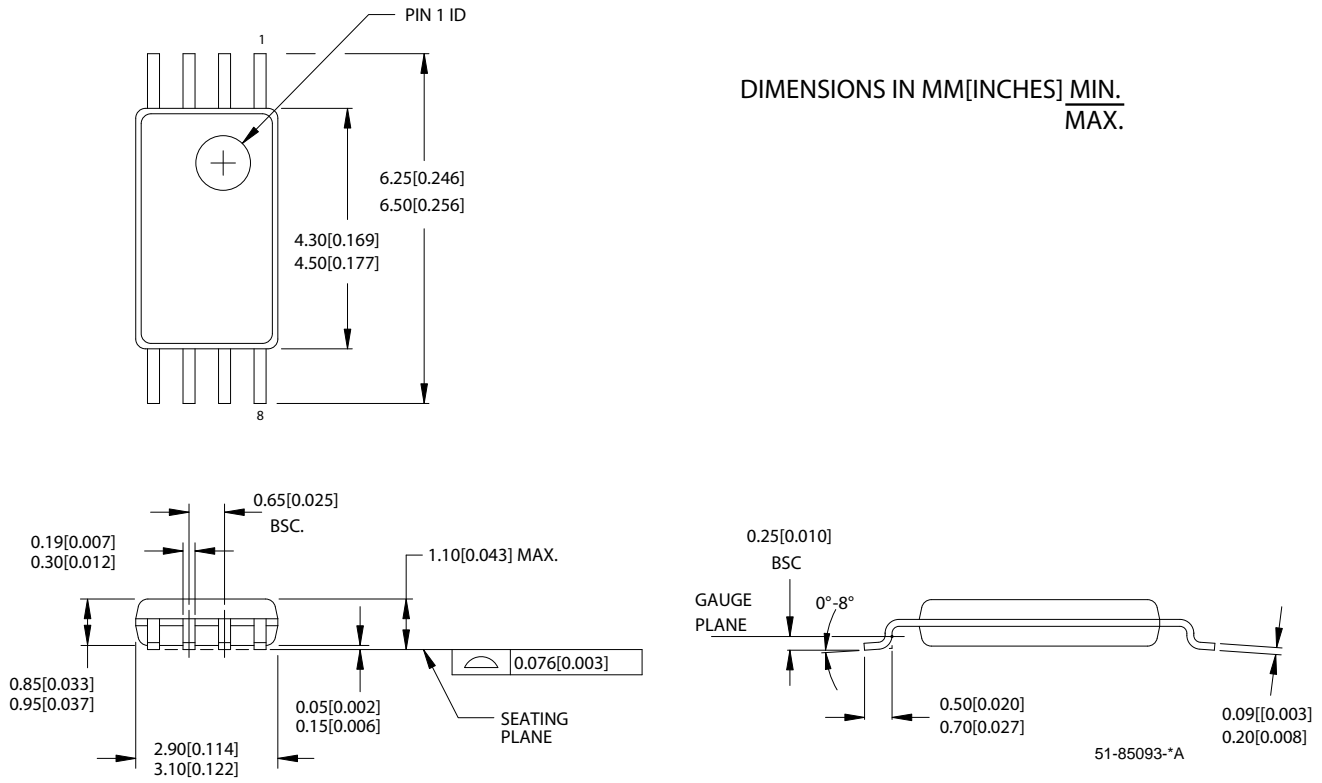 PIN 1 ID
1
DIMENSIONS IN MM[INCHES] MIN.
MAX.
6.25[0.246]
6.50[0.256]
4.30[0.169]
4.50[0.177]
8
0.65[0.025]
BSC.
0.19[0.007]
0.30[0.012]
1.10[0.043] MAX.
0.076[0.003]
0.85[0.033]
0.95[0.037]
0.05[0.002]
0.15[0.006]
SEATING
PLANE
2.90[0.114]
3.10[0.122]
0.25[0.010]
BSC
GAUGE
PLANE
0°-8°
0.50[0.020]
0.70[0.027]
0.09[[0.003]
0.20[0.008]
51-85093-*A